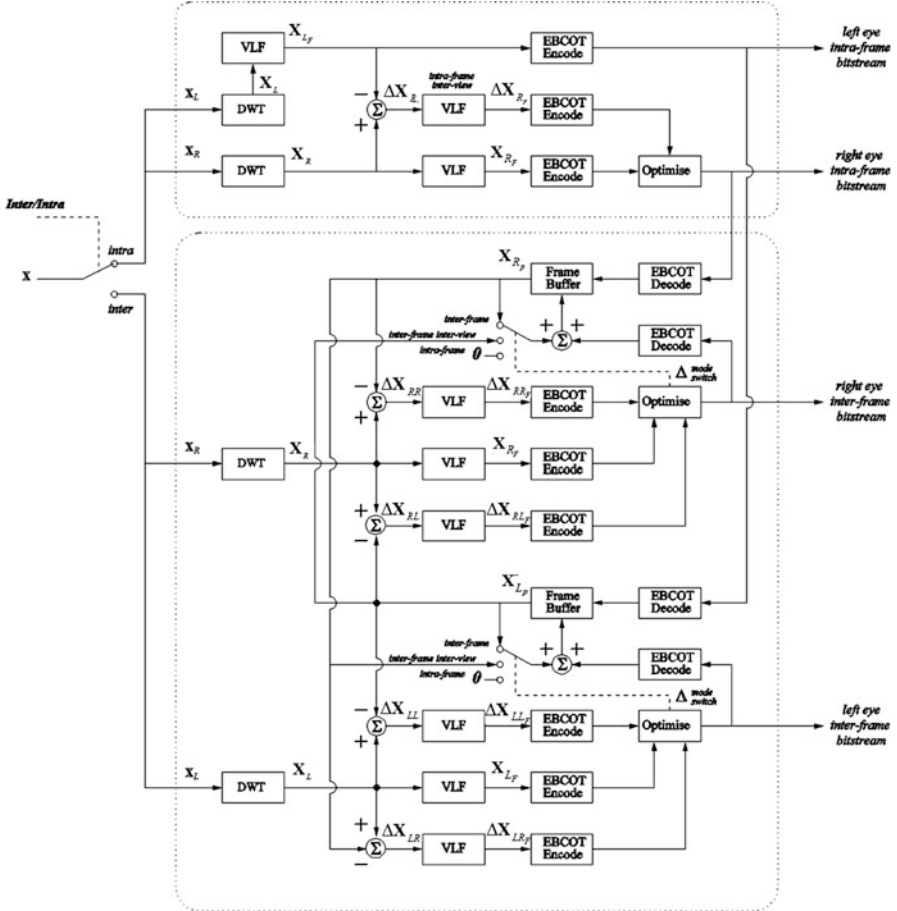 X_{L_F}
VLF
EBCOT Encode
left eye intra-frame bitstream
X_L
x_L
DWT
−
Σ
+
ΔX_{R_L}
intra-frame inter-view
VLF
ΔX_{R_F}
EBCOT Encode
x_R
DWT
X_R
VLF
X_{R_F}
EBCOT Encode
Optimise
right eye intra-frame bitstream
Inter/Intra
intra
x
inter
X_{R_P}
Frame Buffer
EBCOT Decode
inter-frame
inter-frame inter-view
intra-frame 0
+ +
Σ
EBCOT Decode
Δ mode switch
−
Σ
+
ΔX_{RR}
VLF
ΔX_{RR_F}
EBCOT Encode
Optimise
right eye inter-frame bitstream
x_R
DWT
X_R
VLF
X_{R_F}
EBCOT Encode
+
Σ
−
ΔX_{RL}
VLF
ΔX_{RL_F}
EBCOT Encode
X_{L_P}
Frame Buffer
EBCOT Decode
inter-frame
inter-frame inter-view
intra-frame 0
+ +
Σ
EBCOT Decode
Δ mode switch
−
Σ
+
ΔX_{LL}
VLF
ΔX_{LL_F}
EBCOT Encode
Optimise
left eye inter-frame bitstream
x_L
DWT
X_L
VLF
X_{L_F}
EBCOT Encode
+
Σ
−
ΔX_{LR}
VLF
ΔX_{LR_F}
EBCOT Encode